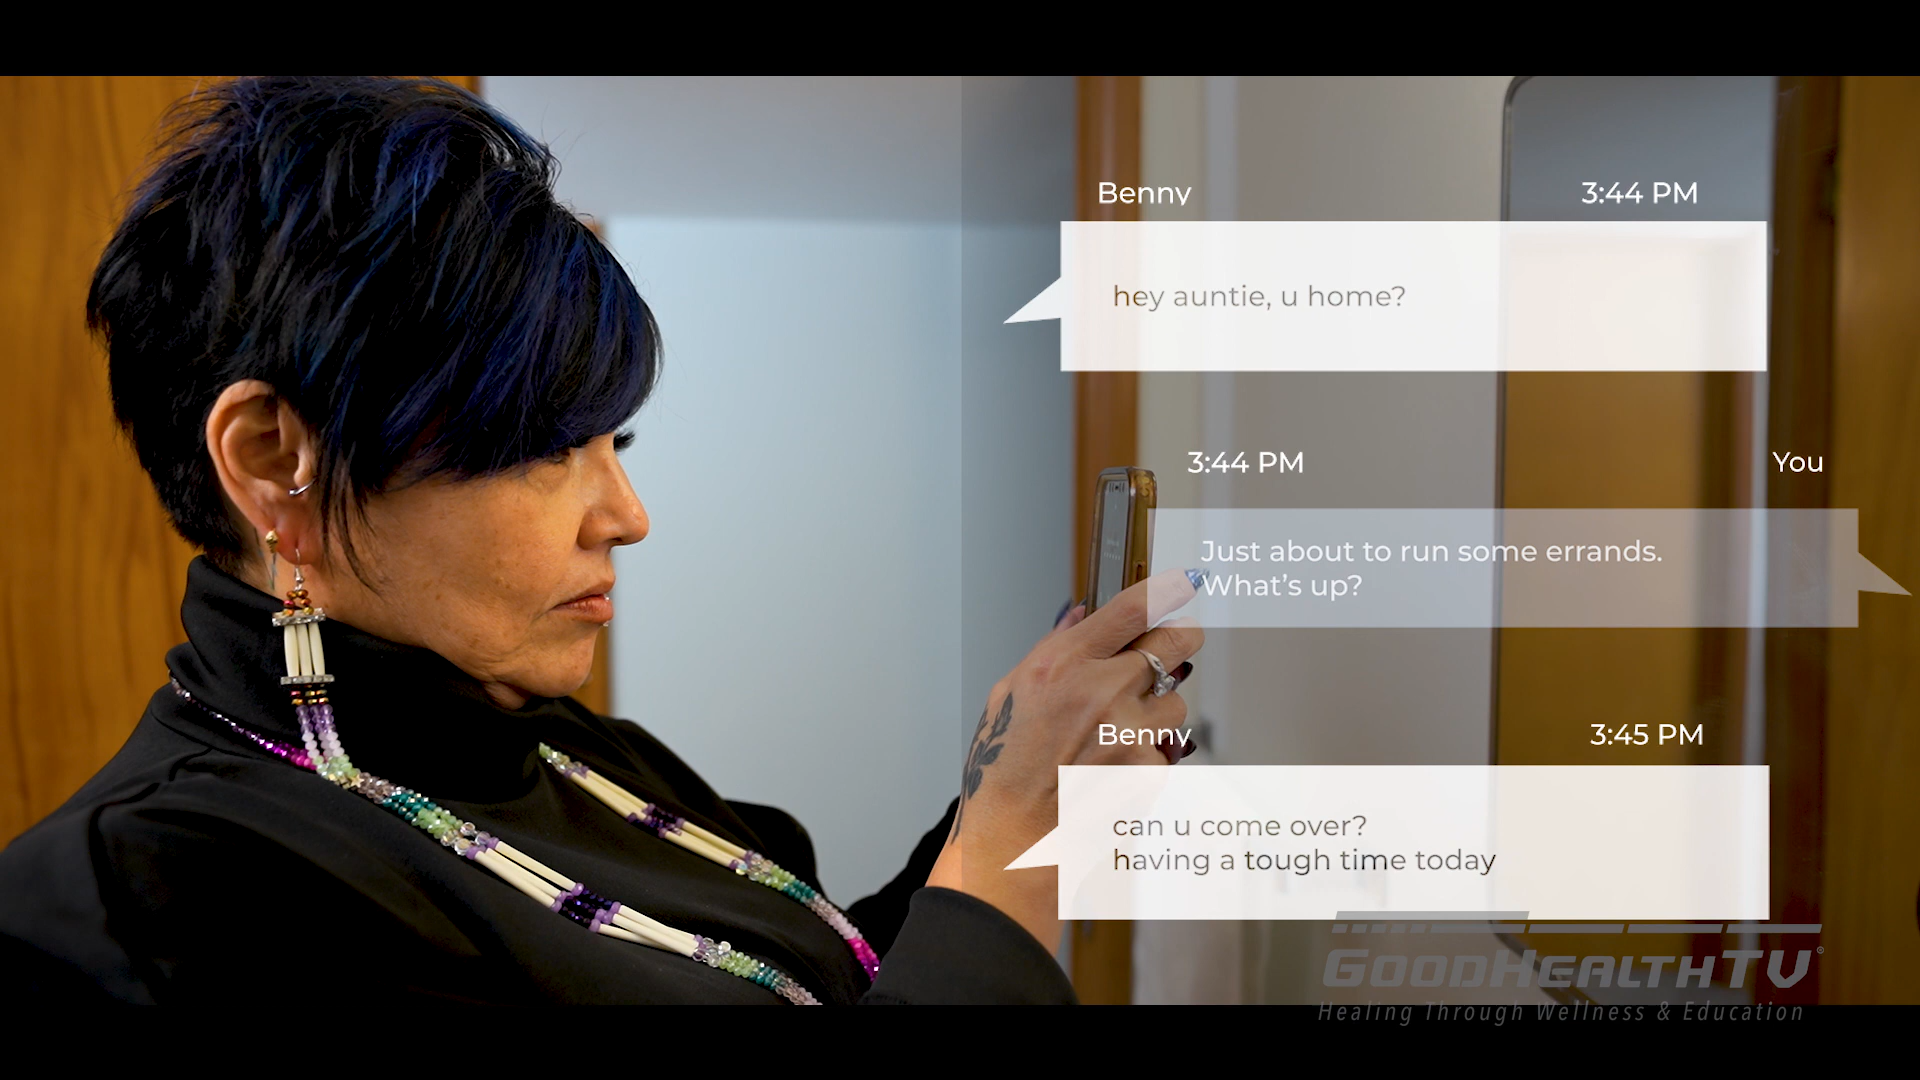 Benny 3:44 PM
hey auntie, u home?
3:44 PM You
Just about to run some errands.
What's up?
Benny 3:45 PM
can u come over?
having a tough time today
GOODHEALTHTV®
Healing Through Wellness & Education